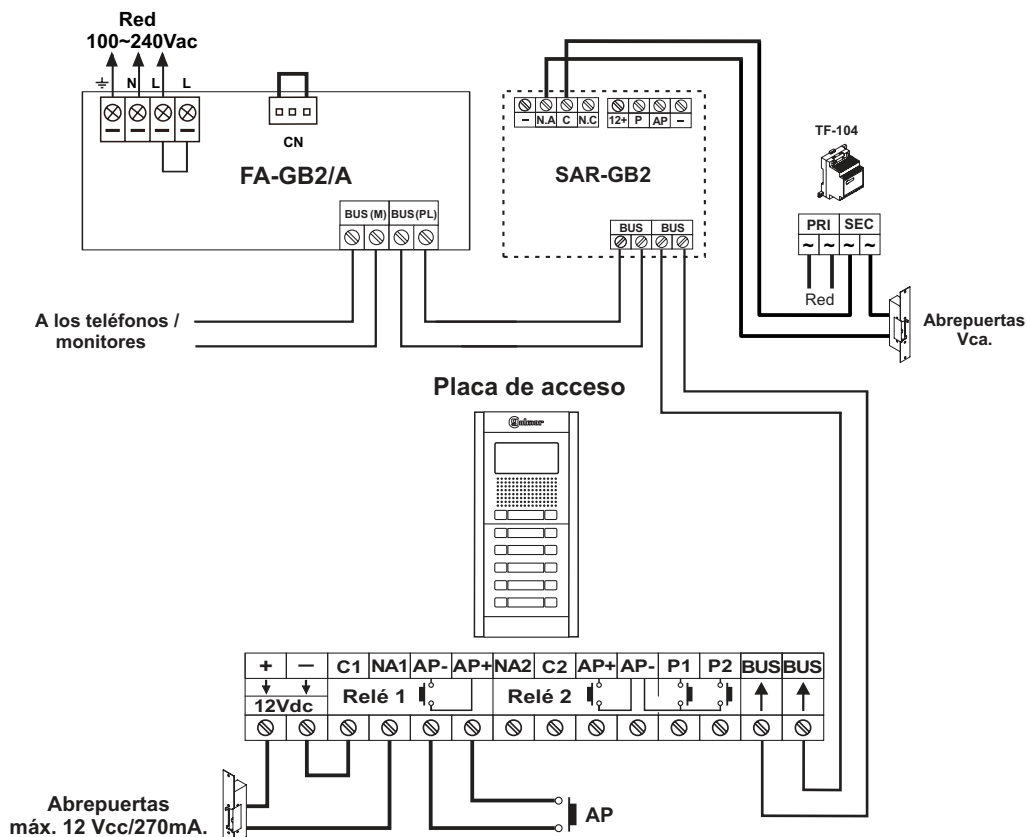 Red
100~240Vac
N L L
CN
FA-GB2/A
BUS (M) BUS (PL)
A los teléfonos /
monitores
– N.A C N.C 12+ P AP –
SAR-GB2
BUS BUS
TF-104
PRI SEC
~ ~ ~ ~
Red
Abrepuertas
Vca.
Placa de acceso
Golmar
+ – C1 NA1 AP- AP+ NA2 C2 AP+ AP- P1 P2 BUS BUS
12Vdc
Relé 1
Relé 2
Abrepuertas
máx. 12 Vcc/270mA.
AP